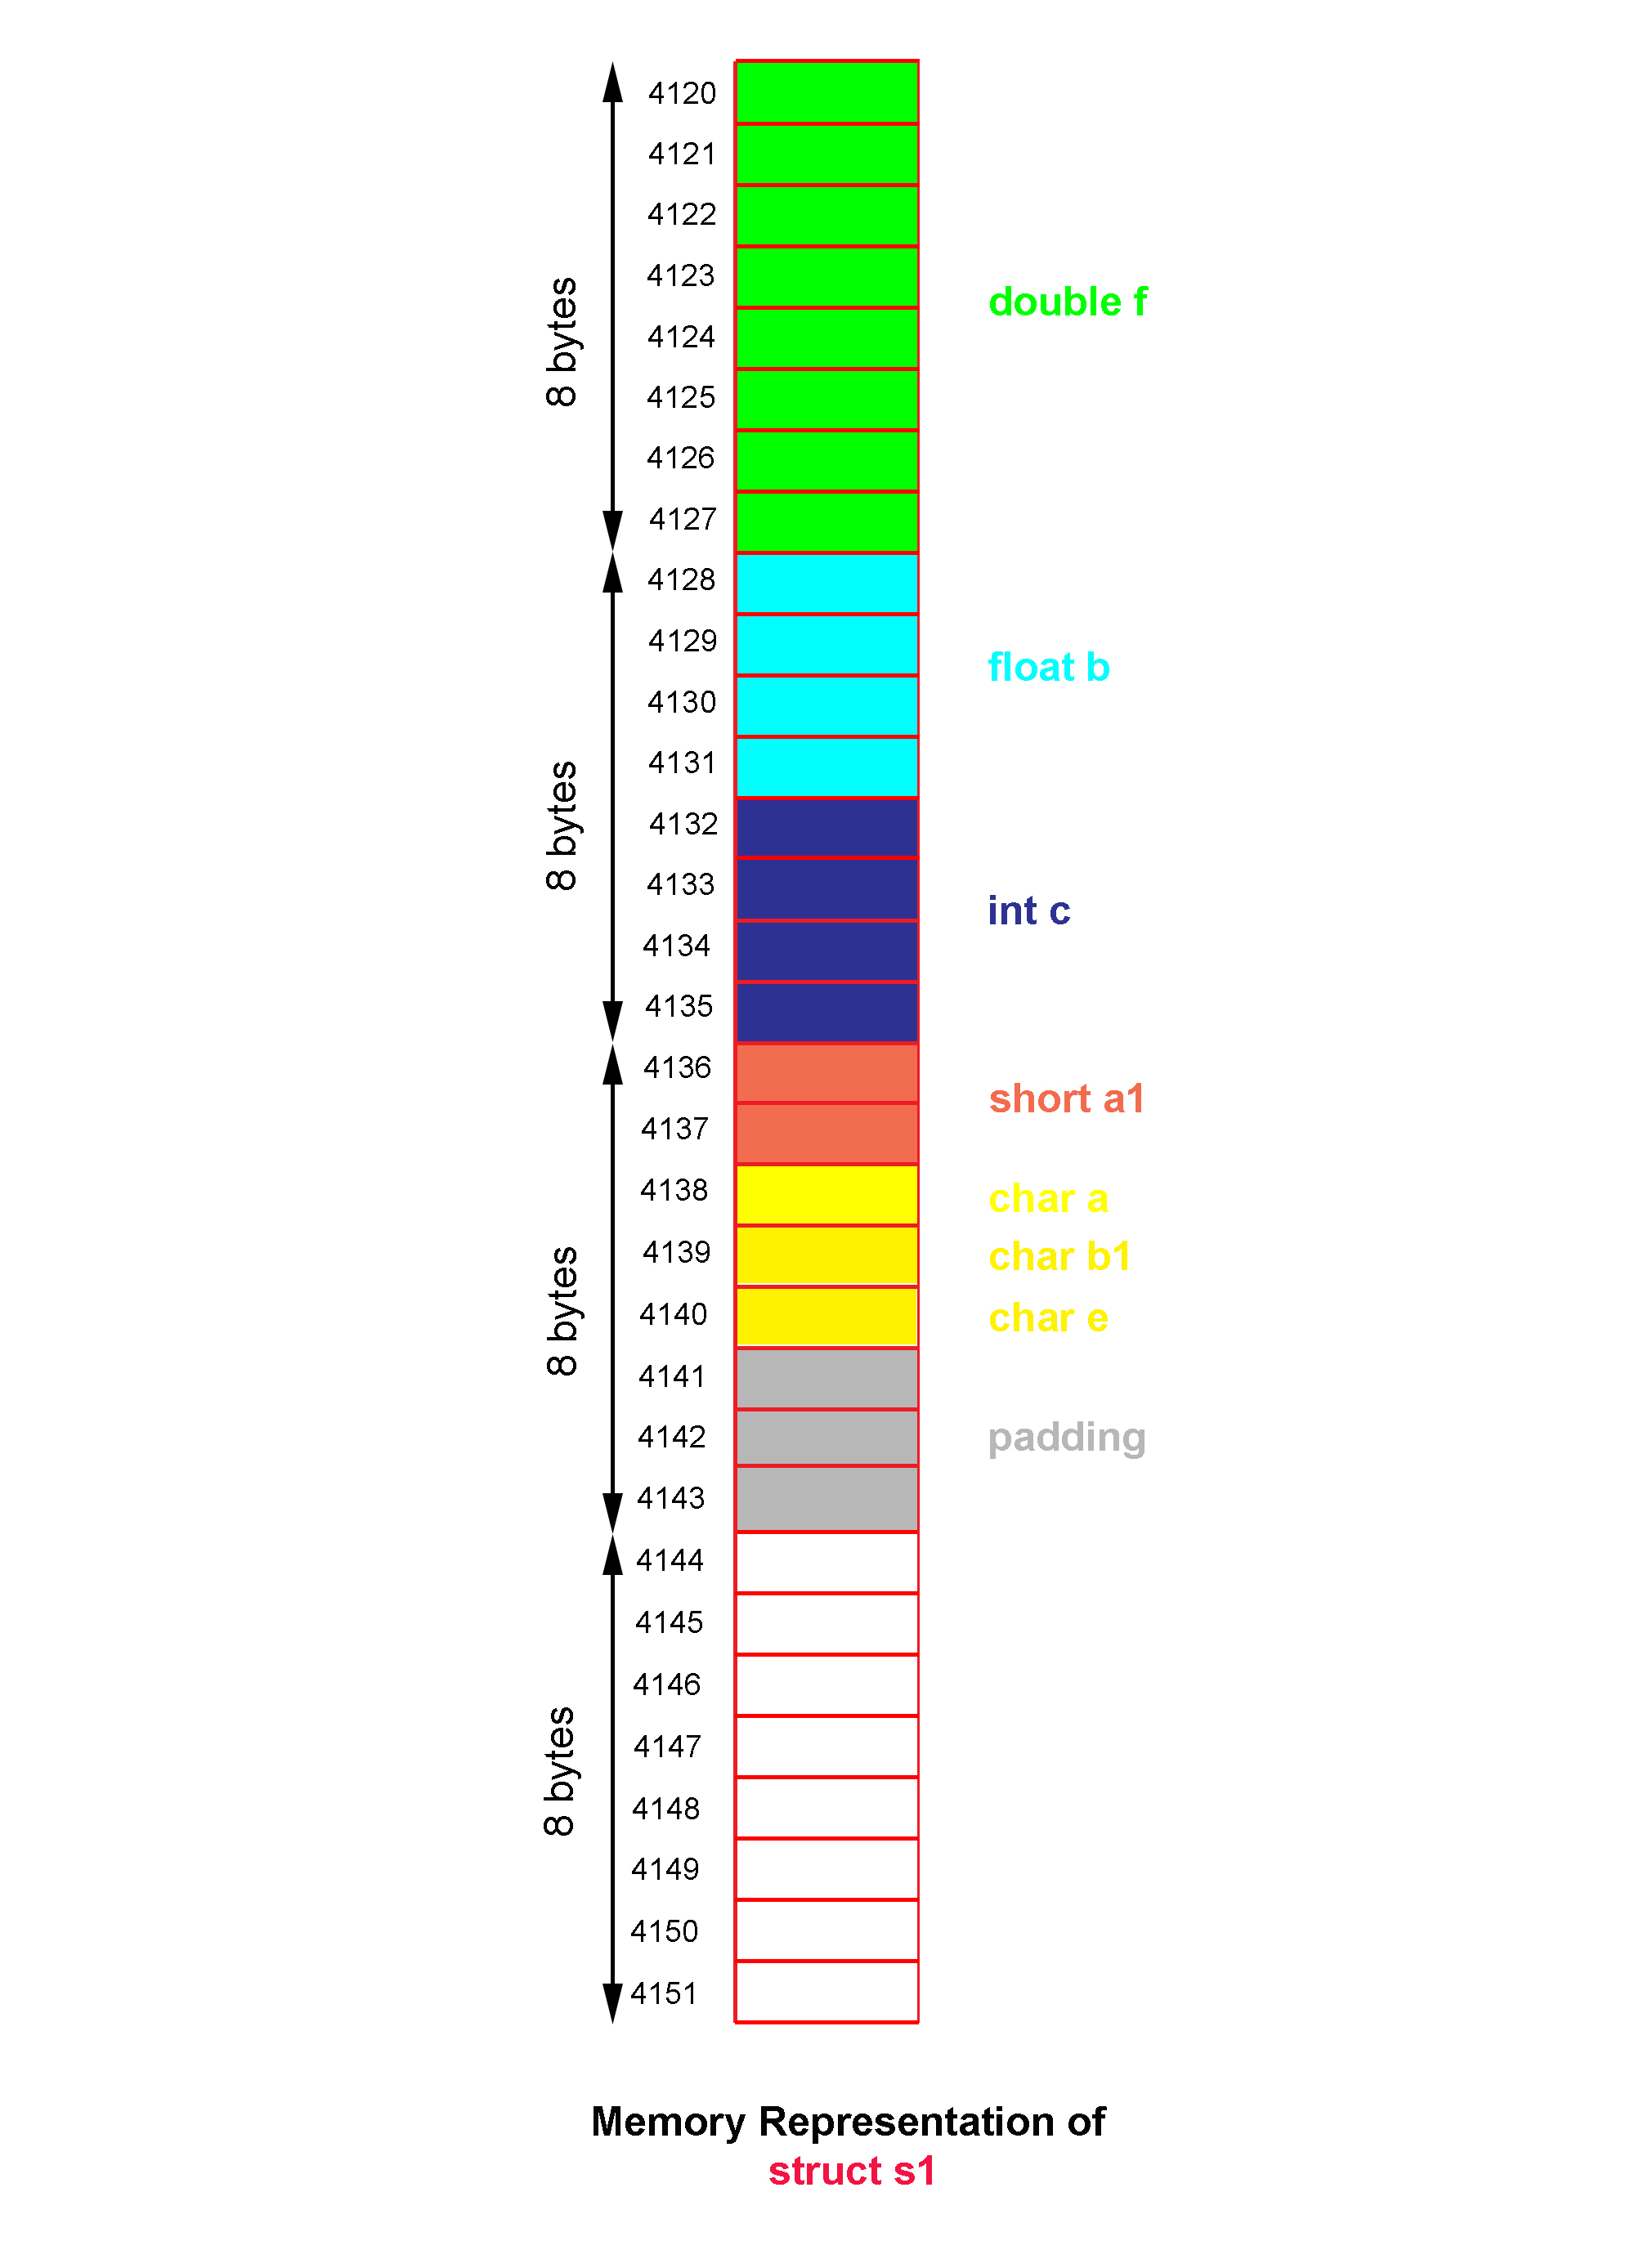 4120
4121
4122
4123
double f
4124
8 bytes
4125
4126
4127
4128
4129
float b
4130
4131
8 bytes
4132
4133
int c
4134
4135
4136
short a1
4137
4138
char a
4139
char b1
4140
char e
8 bytes
4141
4142
padding
4143
4144
4145
4146
4147
8 bytes
4148
4149
4150
4151
Memory Representation of
struct s1